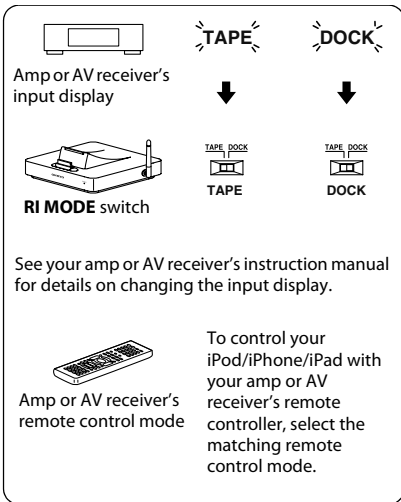 TAPE DOCK
Amp or AV receiver's
input display
TAPE DOCK TAPE DOCK
TAPE DOCK
RI MODE switch
See your amp or AV receiver's instruction manual
for details on changing the input display.
To control your
iPod/iPhone/iPad with
your amp or AV
receiver's remote
controller, select the
matching remote
control mode.
Amp or AV receiver's
remote control mode